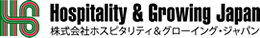 HG Hospitality & Growing Japan
株式会社ホスピタリティ&グローイング・ジャパン